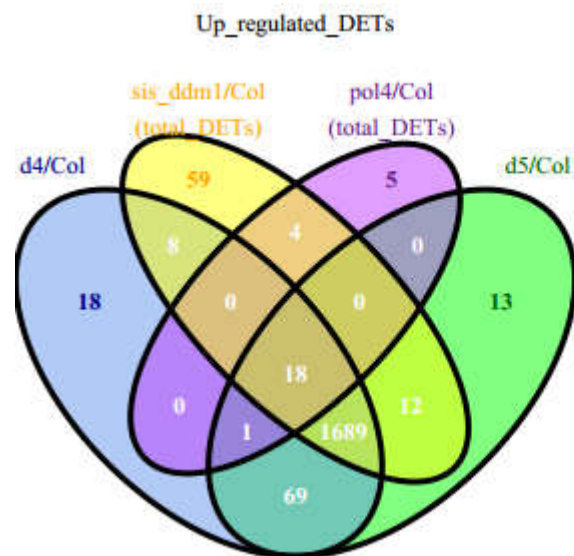 Up_regulated_DETs
sis_ddm1/Col
(total_DETs)
pol4/Col
(total_DETs)
d4/Col
d5/Col
59
5
8
4
0
18
0
0
13
18
0
12
1
1689
69